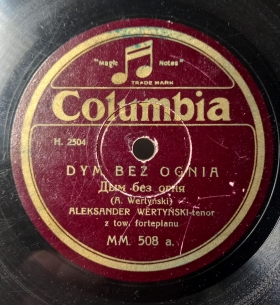 "Magic Notes"
TRADE MARK
Columbia
H. 2504
DYM BEZ OGNIA
Дым без огня
(A. Wertyński)
ALEKSANDER WERTYŃSKI-tenor
z tow. fortepianu
MM. 508 a.